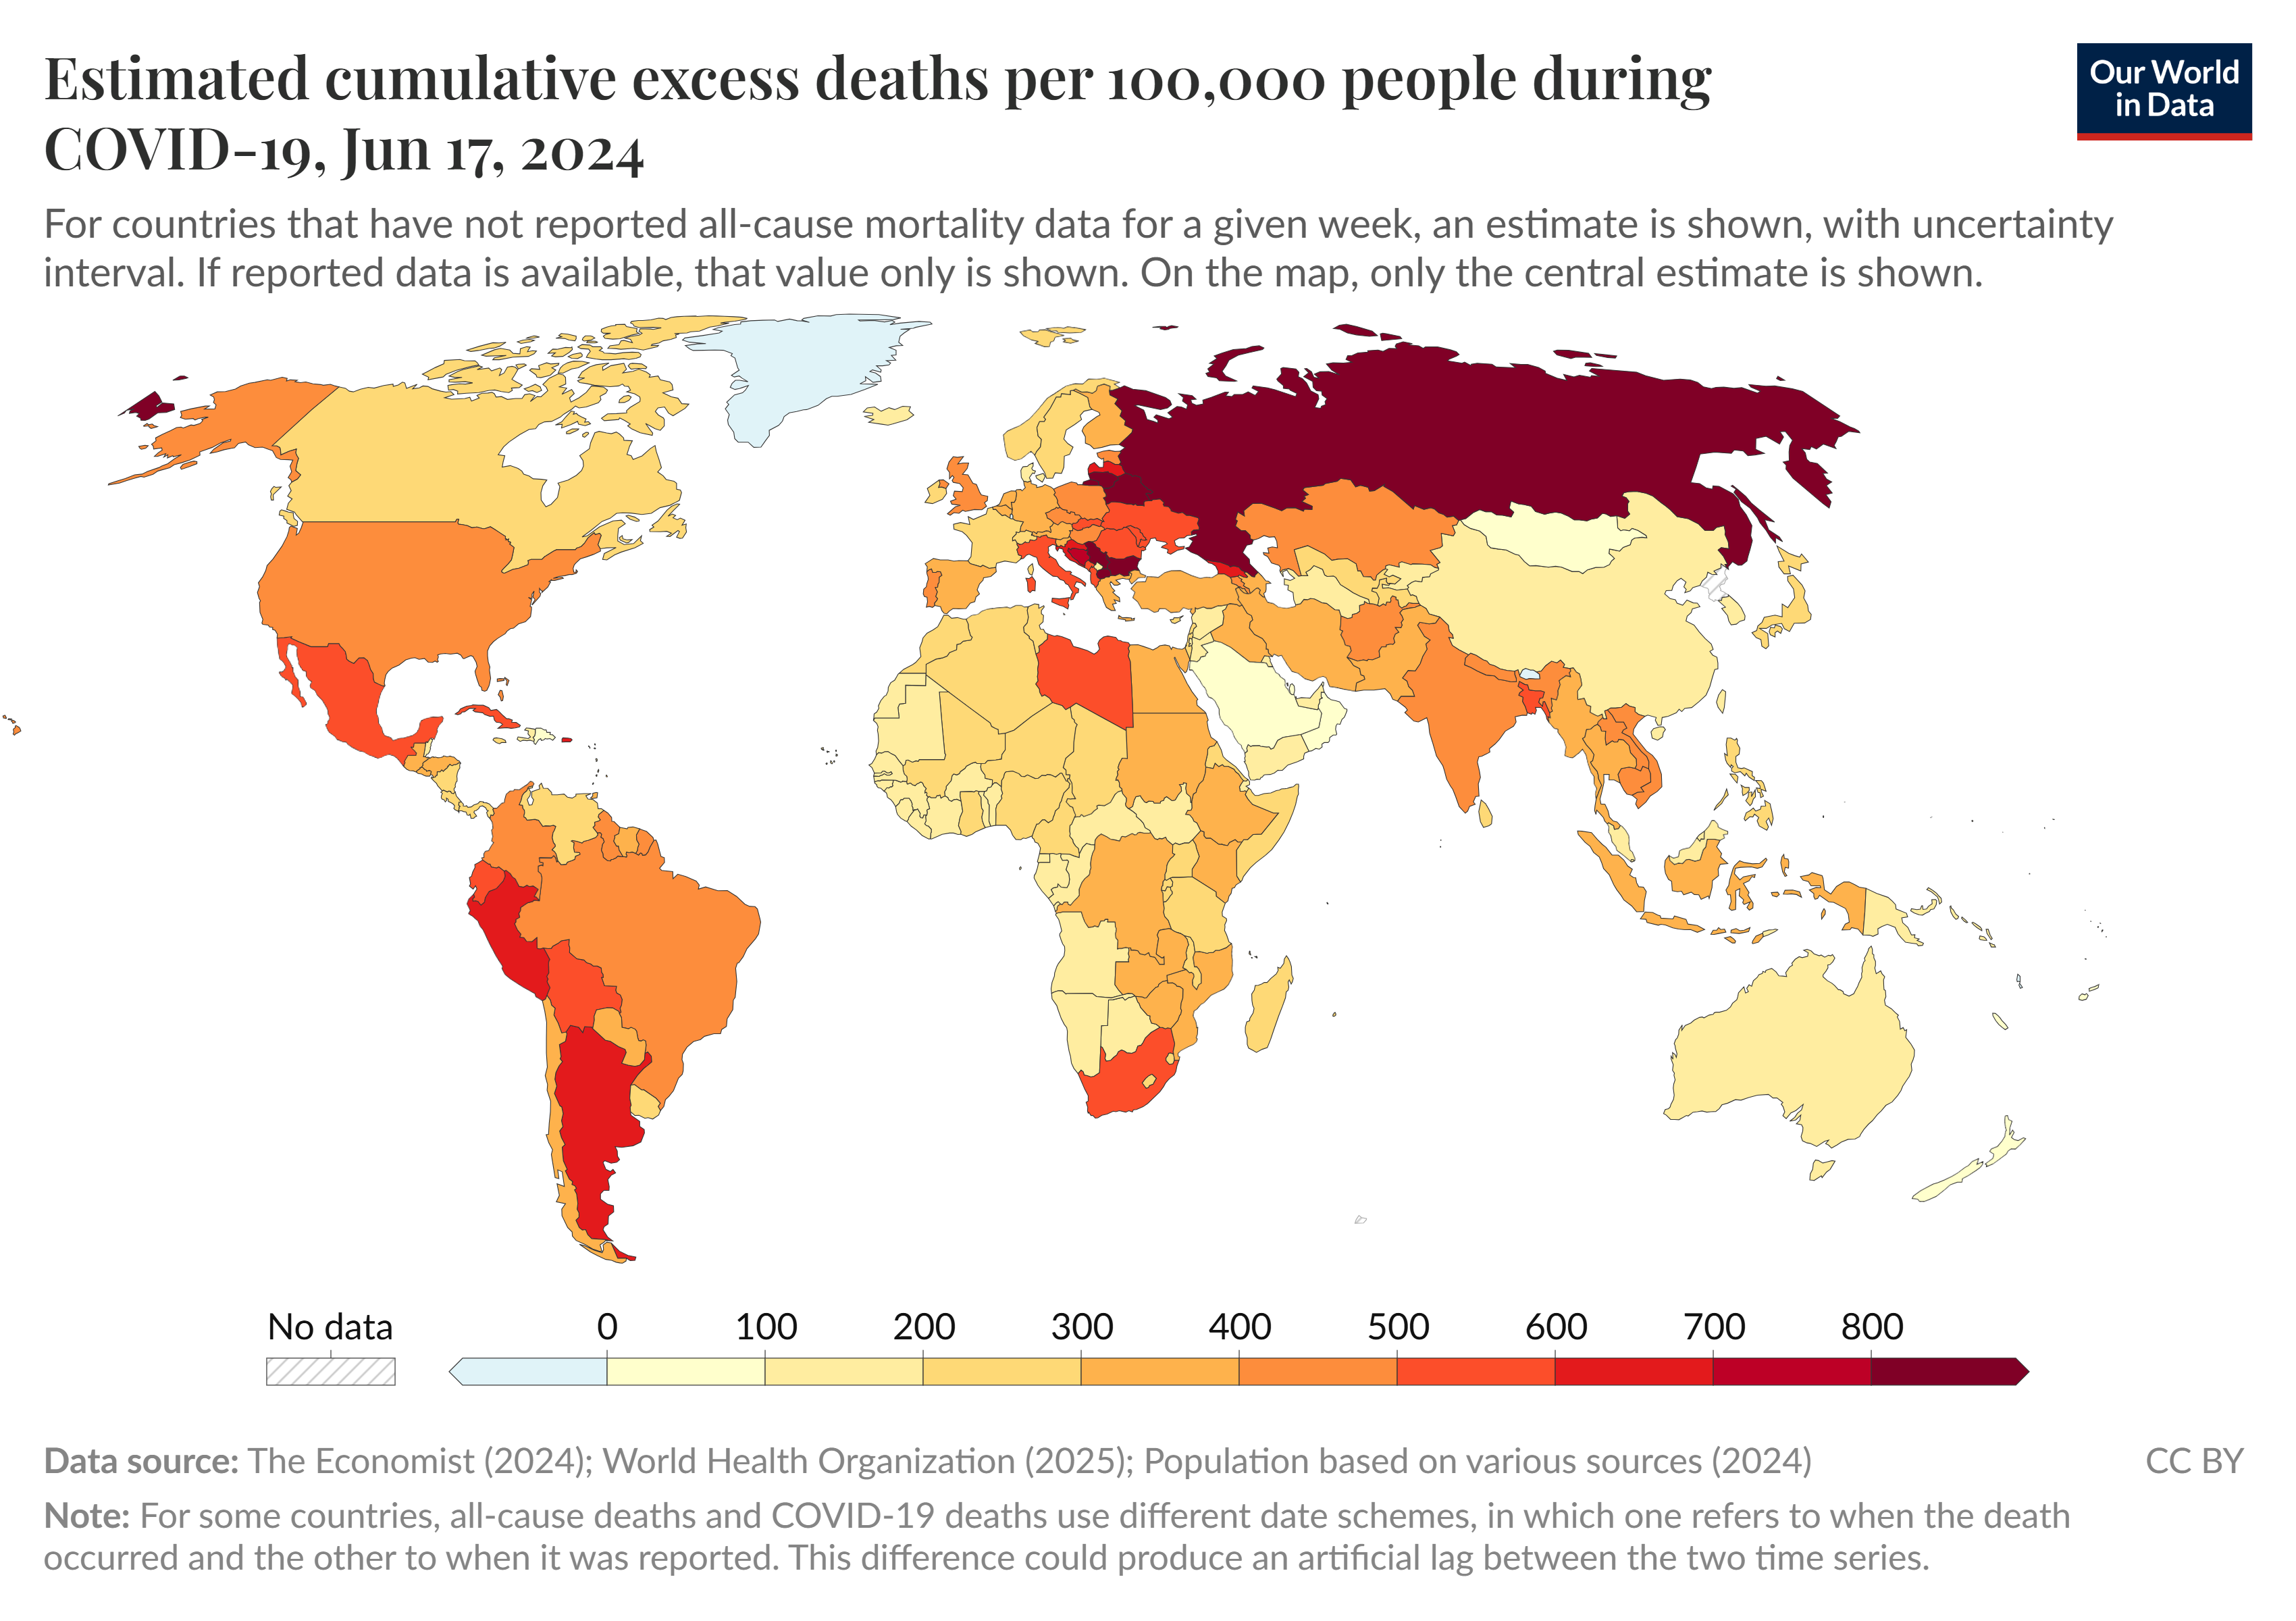 Estimated cumulative excess deaths per 100,000 people during
COVID-19, Jun 17, 2024
Our World
in Data
For countries that have not reported all-cause mortality data for a given week, an estimate is shown, with uncertainty
interval. If reported data is available, that value only is shown. On the map, only the central estimate is shown.
No data 0 100 200 300 400 500 600 700 800
Data source: The Economist (2024); World Health Organization (2025); Population based on various sources (2024) CC BY
Note: For some countries, all-cause deaths and COVID-19 deaths use different date schemes, in which one refers to when the death
occurred and the other to when it was reported. This difference could produce an artificial lag between the two time series.